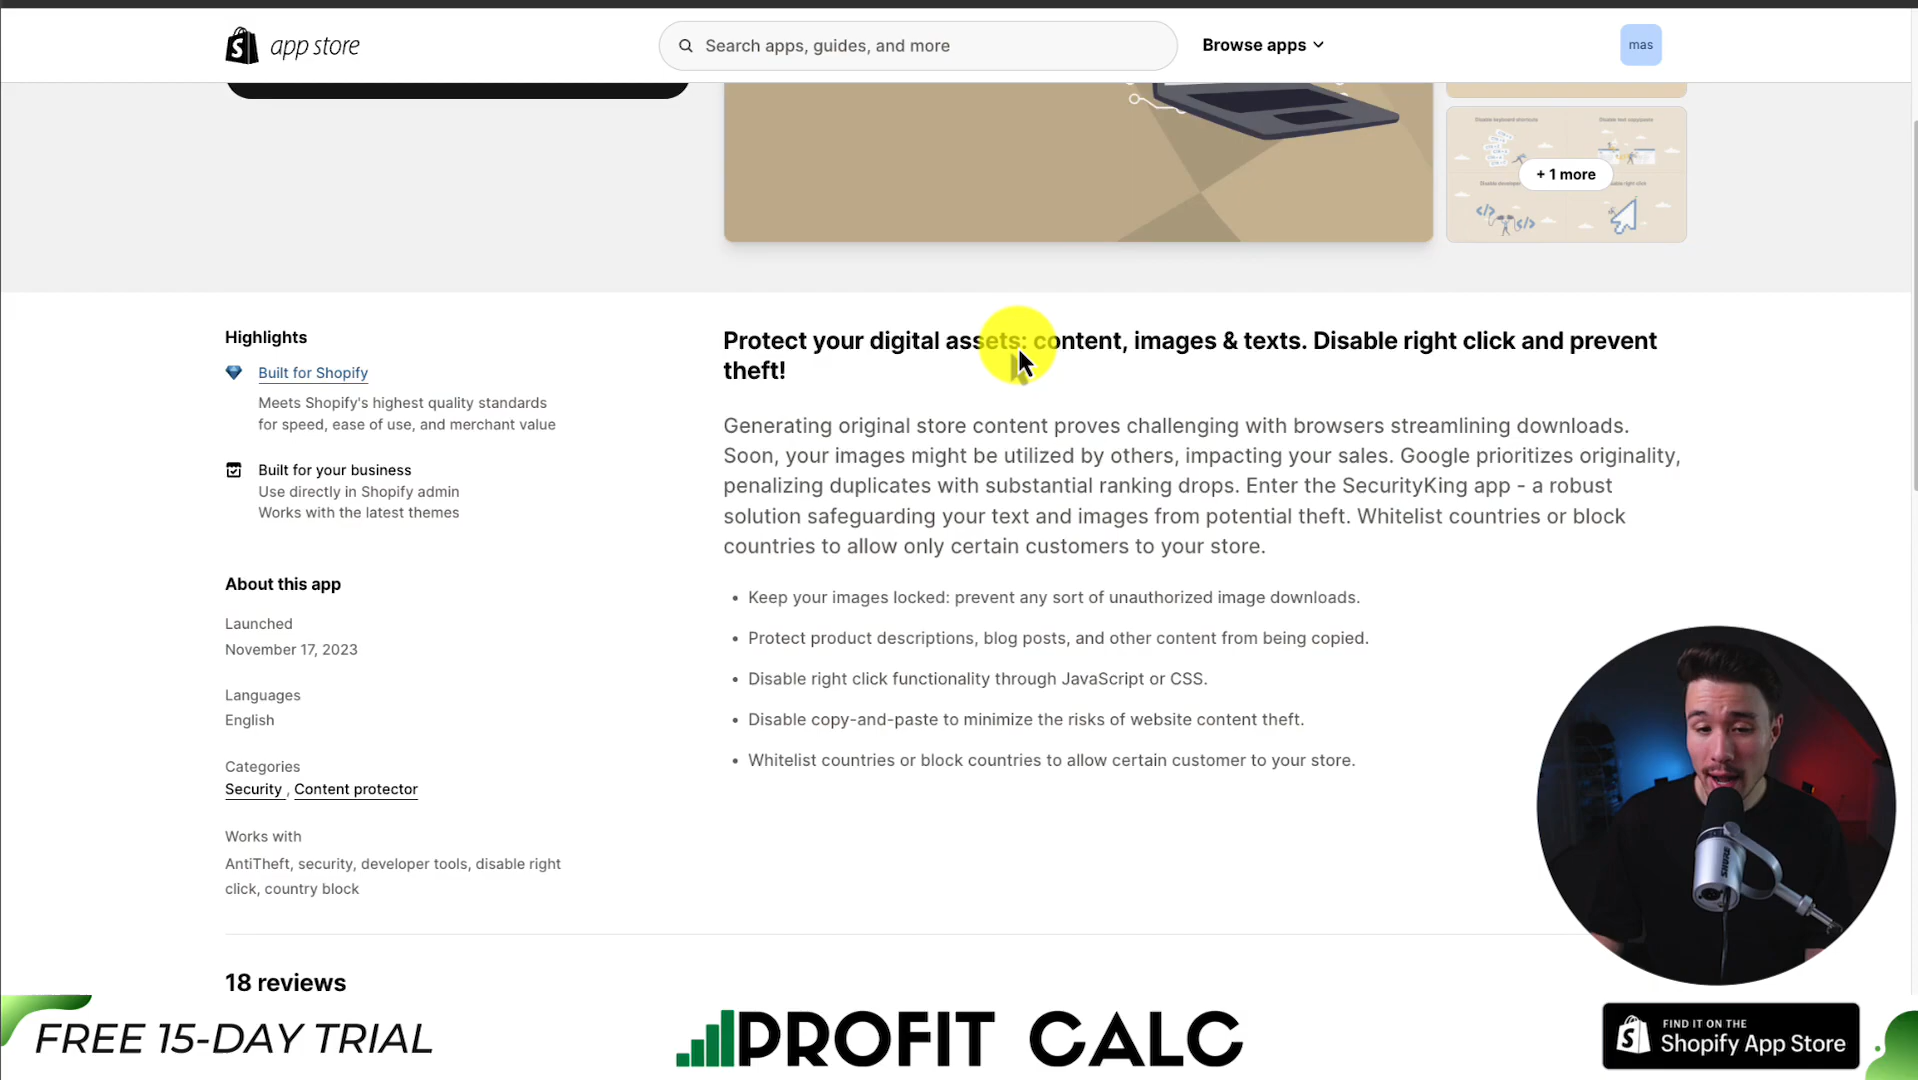 app store
Search apps, guides, and more
Browse apps
mas
Disable keyboard shortcuts
+ 1 more
Highlights
Built for Shopify
Meets Shopify's highest quality standards
for speed, ease of use, and merchant value
Built for your business
Use directly in Shopify admin
Works with the latest themes
About this app
Launched
November 17, 2023
Languages
English
Categories
Security , Content protector
Works with
AntiTheft, security, developer tools, disable right
click, country block
Protect your digital assets: content, images & texts. Disable right click and prevent
theft!
Generating original store content proves challenging with browsers streamlining downloads.
Soon, your images might be utilized by others, impacting your sales. Google prioritizes originality,
penalizing duplicates with substantial ranking drops. Enter the SecurityKing app - a robust
solution safeguarding your text and images from potential theft. Whitelist countries or block
countries to allow only certain customers to your store.
• Keep your images locked: prevent any sort of unauthorized image downloads.
• Protect product descriptions, blog posts, and other content from being copied.
• Disable right click functionality through JavaScript or CSS.
• Disable copy-and-paste to minimize the risks of website content theft.
• Whitelist countries or block countries to allow certain customer to your store.
18 reviews
SHURE
FREE 15-DAY TRIAL
PROFIT CALC
FIND IT ON THE
Shopify App Store